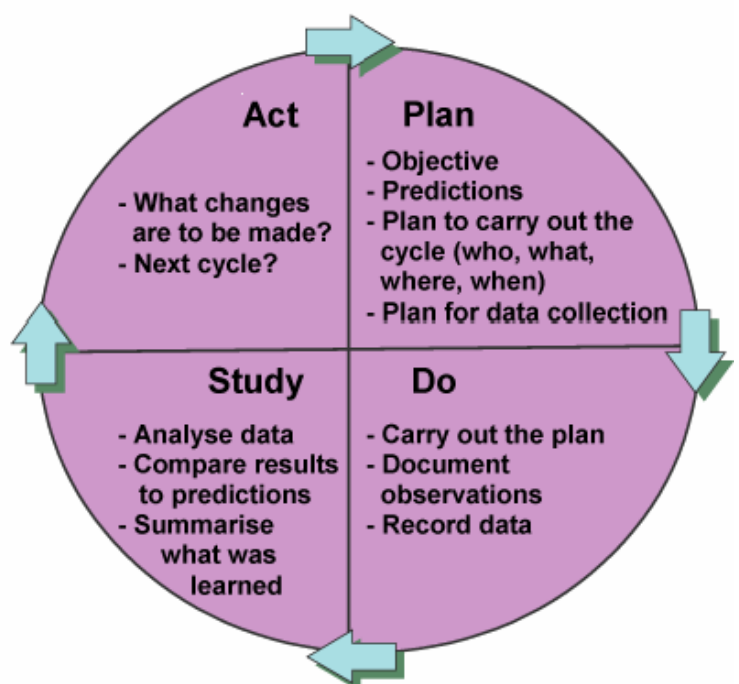 Act
- What changes
are to be made?
- Next cycle?
Plan
- Objective
- Predictions
- Plan to carry out the
cycle (who, what,
where, when)
- Plan for data collection
Study
- Analyse data
- Compare results
to predictions
- Summarise
what was
learned
Do
- Carry out the plan
- Document
observations
- Record data